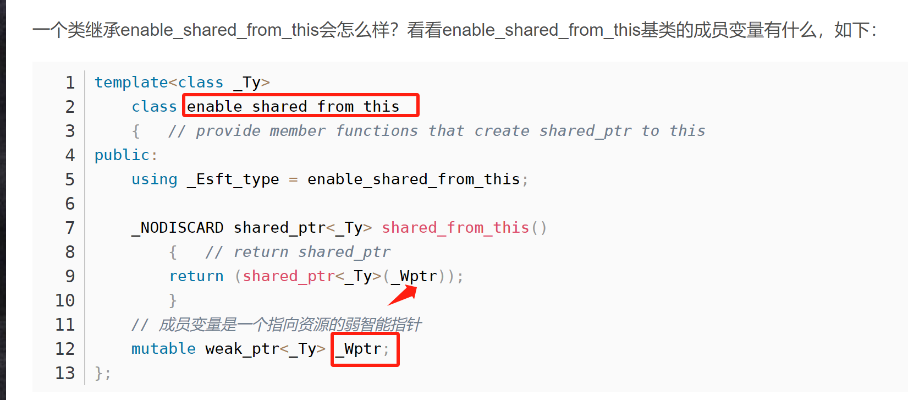 一个类继承enable_shared_from_this会怎么样？看看enable_shared_from_this基类的成员变量有什么，如下：
1 template<class _Ty>
2 class enable_shared_from_this
3 { // provide member functions that create shared_ptr to this
4 public:
5 using _Esft_type = enable_shared_from_this;
6
7 _NODISCARD shared_ptr<_Ty> shared_from_this()
8 { // return shared_ptr
9 return (shared_ptr<_Ty>(_Wptr));
10 }
11 // 成员变量是一个指向资源的弱智能指针
12 mutable weak_ptr<_Ty> _Wptr;
13 };